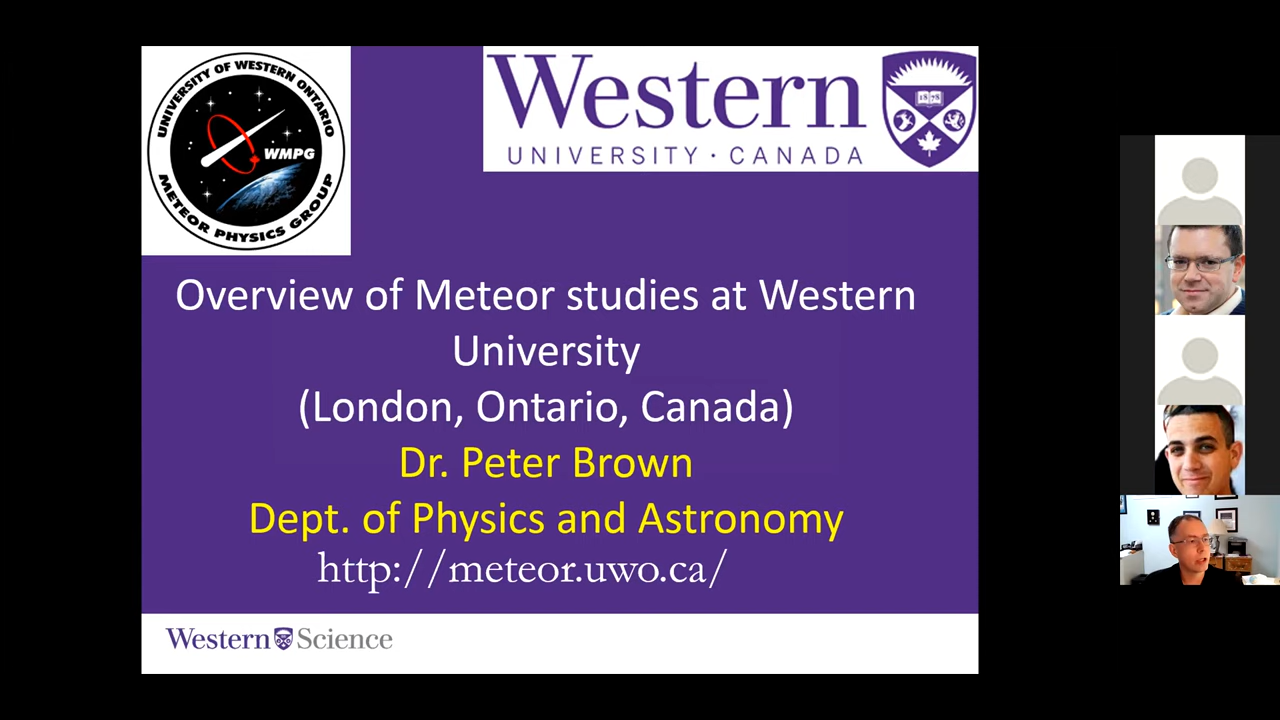 UNIVERSITY OF WESTERN ONTARIO
WMPG
METEOR PHYSICS GROUP
Western
UNIVERSITY · CANADA
1878
Overview of Meteor studies at Western
University
(London, Ontario, Canada)
Dr. Peter Brown
Dept. of Physics and Astronomy
http://meteor.uwo.ca/
Western Science